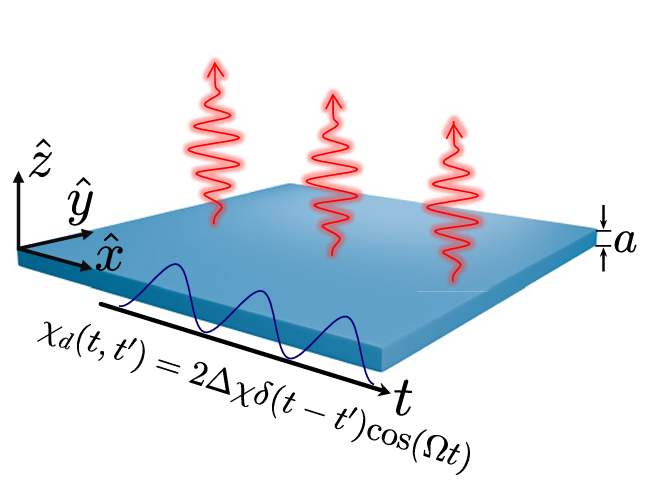 ẑ
ŷ
x̂
a
t
χ_d(t, t′) = 2Δχδ(t − t′)cos(Ωt)